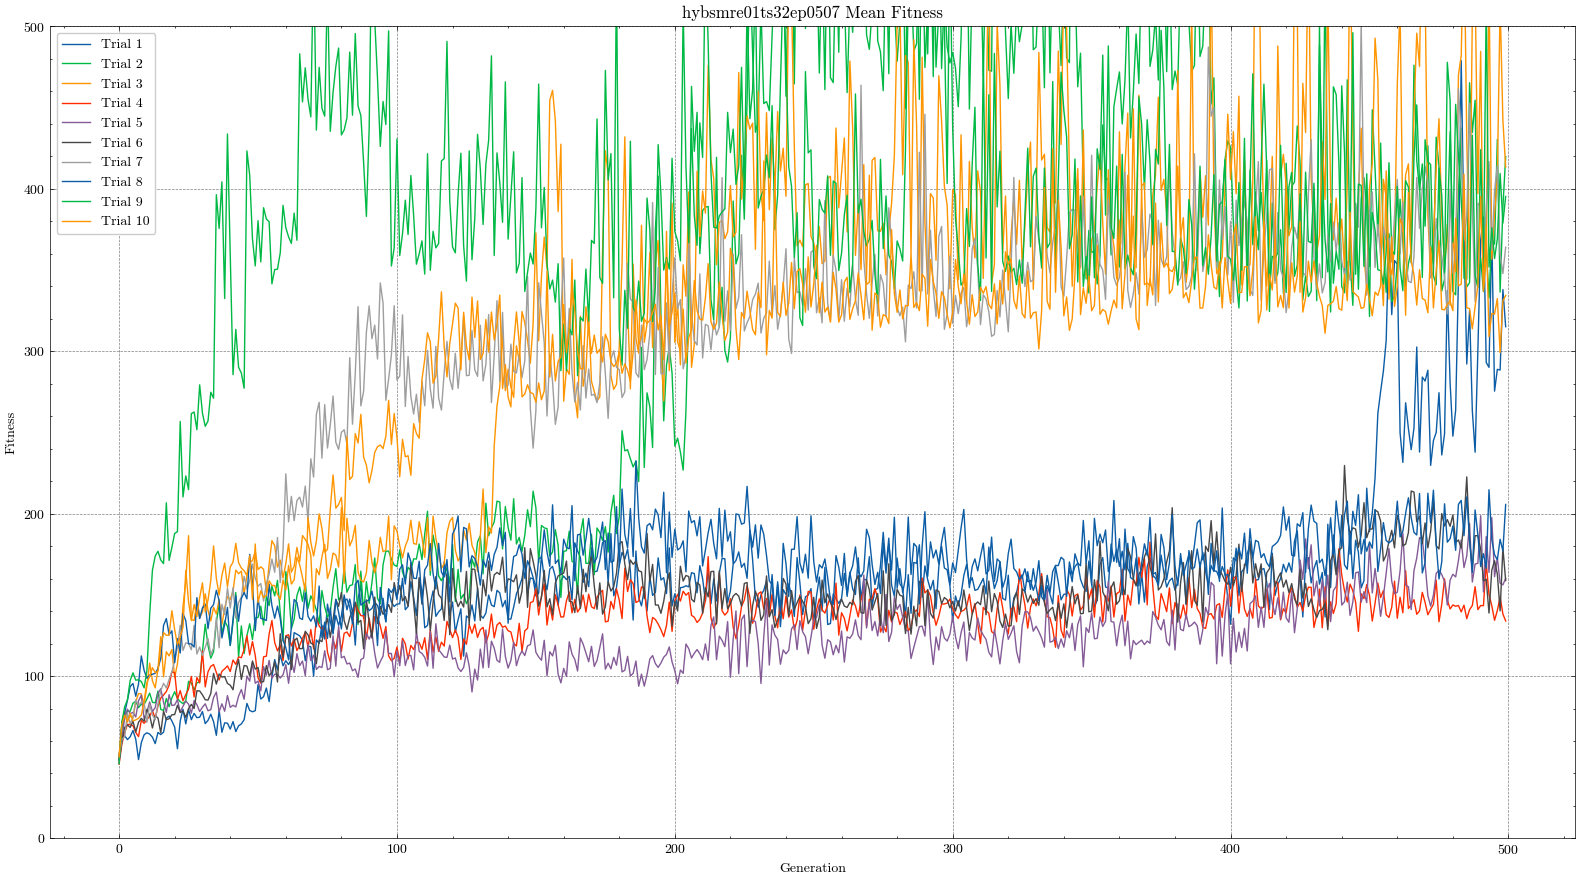 hybsmre01ts32ep0507 Mean Fitness
500
400
300
200
100
0
Fitness
Trial 1
Trial 2
Trial 3
Trial 4
Trial 5
Trial 6
Trial 7
Trial 8
Trial 9
Trial 10
0
100
200
300
400
500
Generation